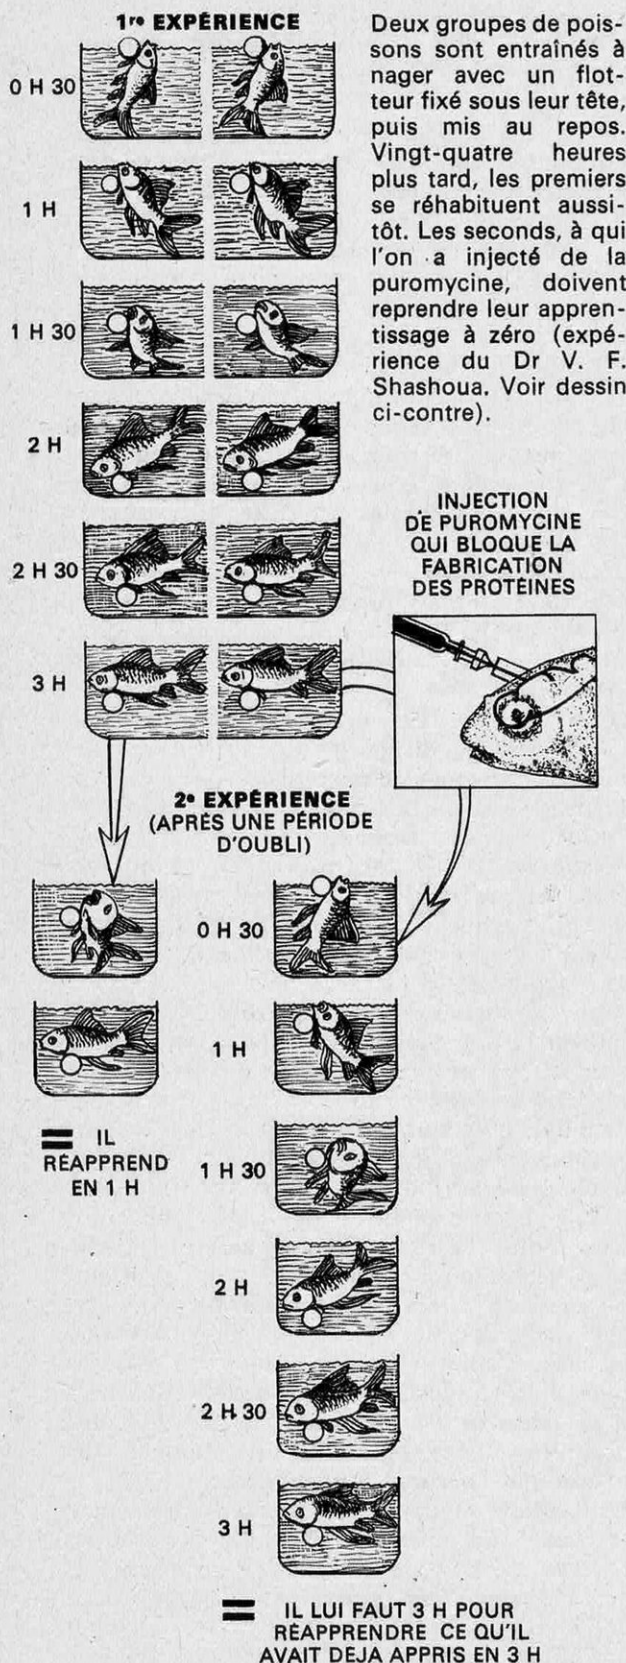 1re EXPÉRIENCE
Deux groupes de pois-
sons sont entraînés à
nager avec un flot-
teur fixé sous leur tête,
puis mis au repos.
Vingt-quatre heures
plus tard, les premiers
se réhabituent aussi-
tôt. Les seconds, à qui
l'on a injecté de la
puromycine, doivent
reprendre leur appren-
tissage à zéro (expé-
rience du Dr V. F.
Shashoua. Voir dessin
ci-contre).
0 H 30
1 H
1 H 30
2 H
2 H 30
3 H
INJECTION
DE PUROMYCINE
QUI BLOQUE LA
FABRICATION
DES PROTÉINES
2e EXPÉRIENCE
(APRÈS UNE PÉRIODE
D'OUBLI)
= IL
RÉAPPREND
EN 1 H
0 H 30
1 H
1 H 30
2 H
2 H 30
3 H
= IL LUI FAUT 3 H POUR
RÉAPPRENDRE CE QU'IL
AVAIT DEJA APPRIS EN 3 H